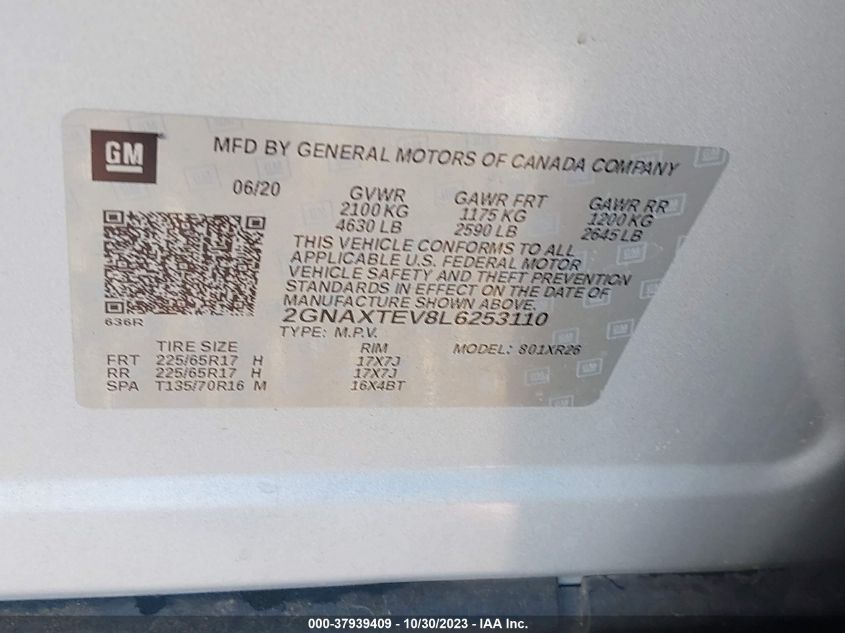 GM
MFD BY GENERAL MOTORS OF CANADA COMPANY
06/20 GVWR GAWR FRT GAWR RR
2100 KG 1175 KG 1200 KG
4630 LB 2590 LB 2645 LB
THIS VEHICLE CONFORMS TO ALL
APPLICABLE U.S. FEDERAL MOTOR
VEHICLE SAFETY AND THEFT PREVENTION
STANDARDS IN EFFECT ON THE DATE OF
MANUFACTURE SHOWN ABOVE.
636R
2GNAXTEV8L6253110
TYPE: M.P.V. MODEL: 801XR26
TIRE SIZE RIM
FRT 225/65R17 H 17X7J
RR 225/65R17 H 17X7J
SPA T135/70R16 M 16X4BT
000-37939409 - 10/30/2023 - IAA Inc.